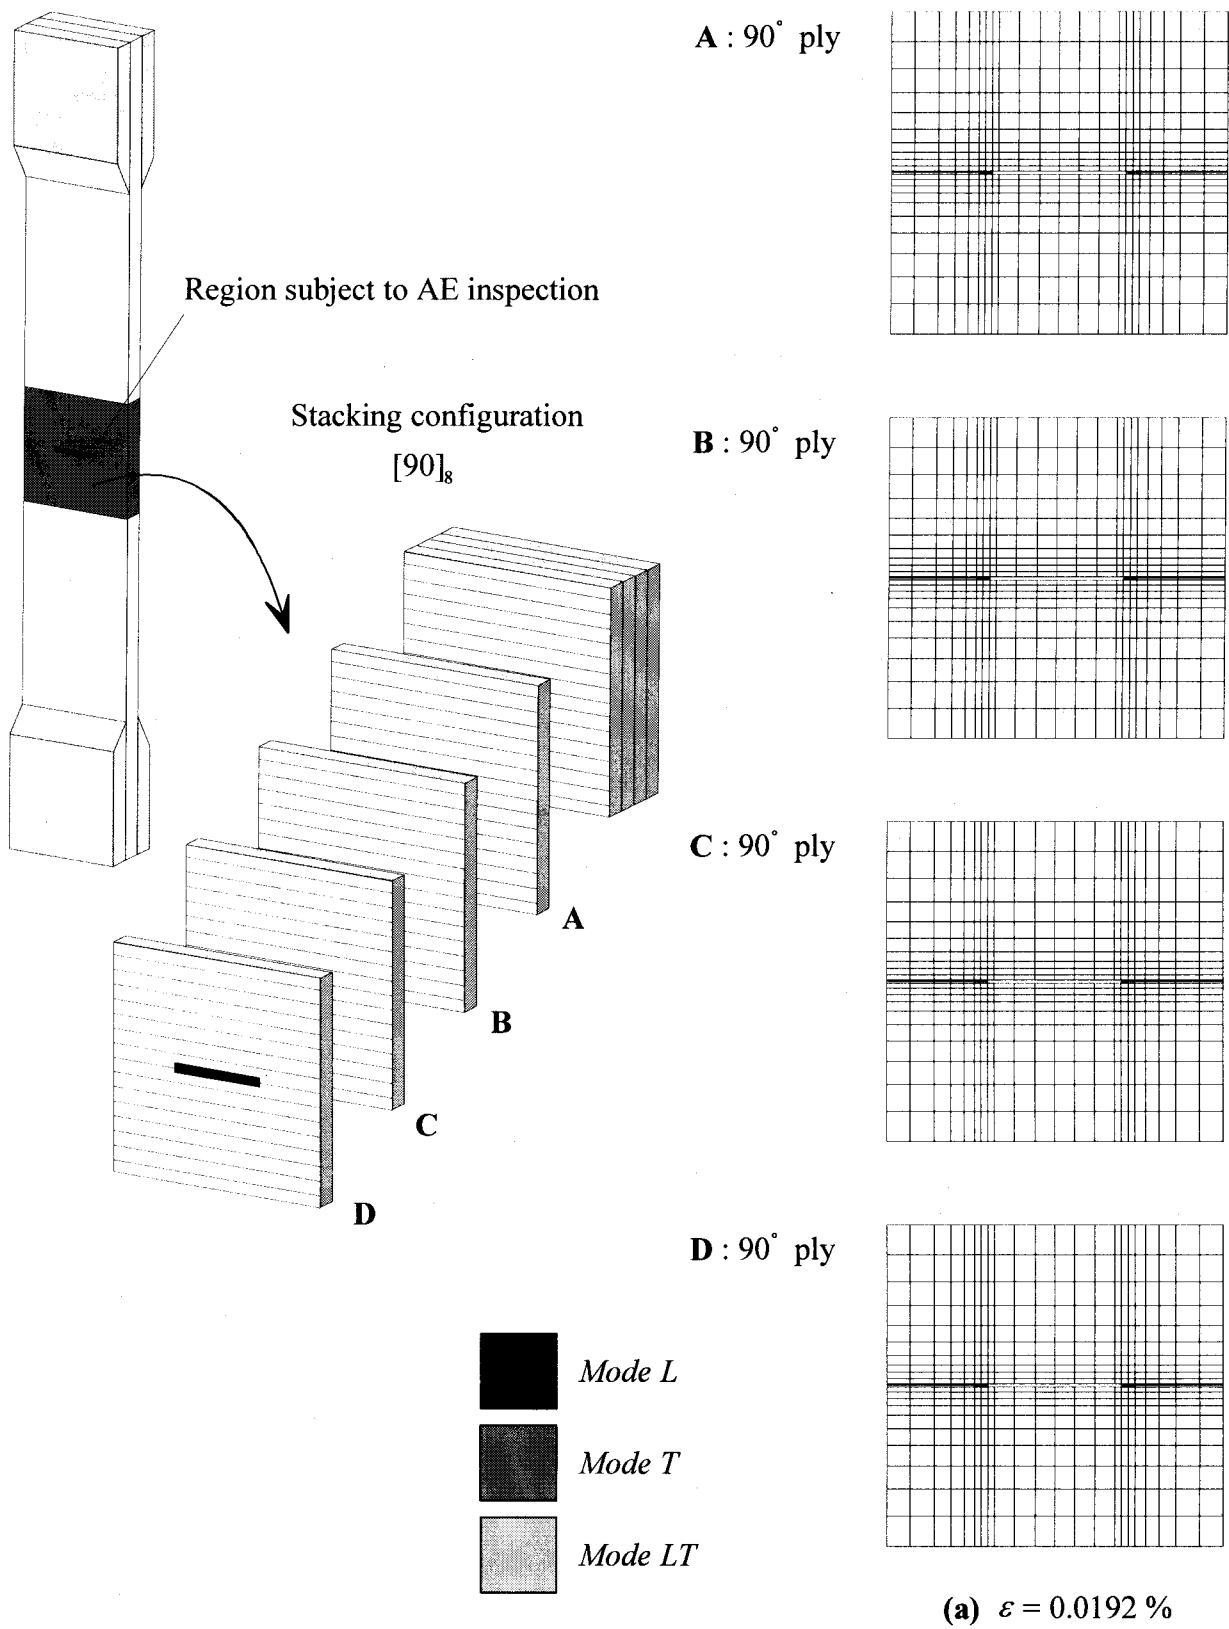 A : 90° ply
Region subject to AE inspection
Stacking configuration
[90]₈
B : 90° ply
C : 90° ply
A
B
C
D
D : 90° ply
Mode L
Mode T
Mode LT
(a) ε = 0.0192 %